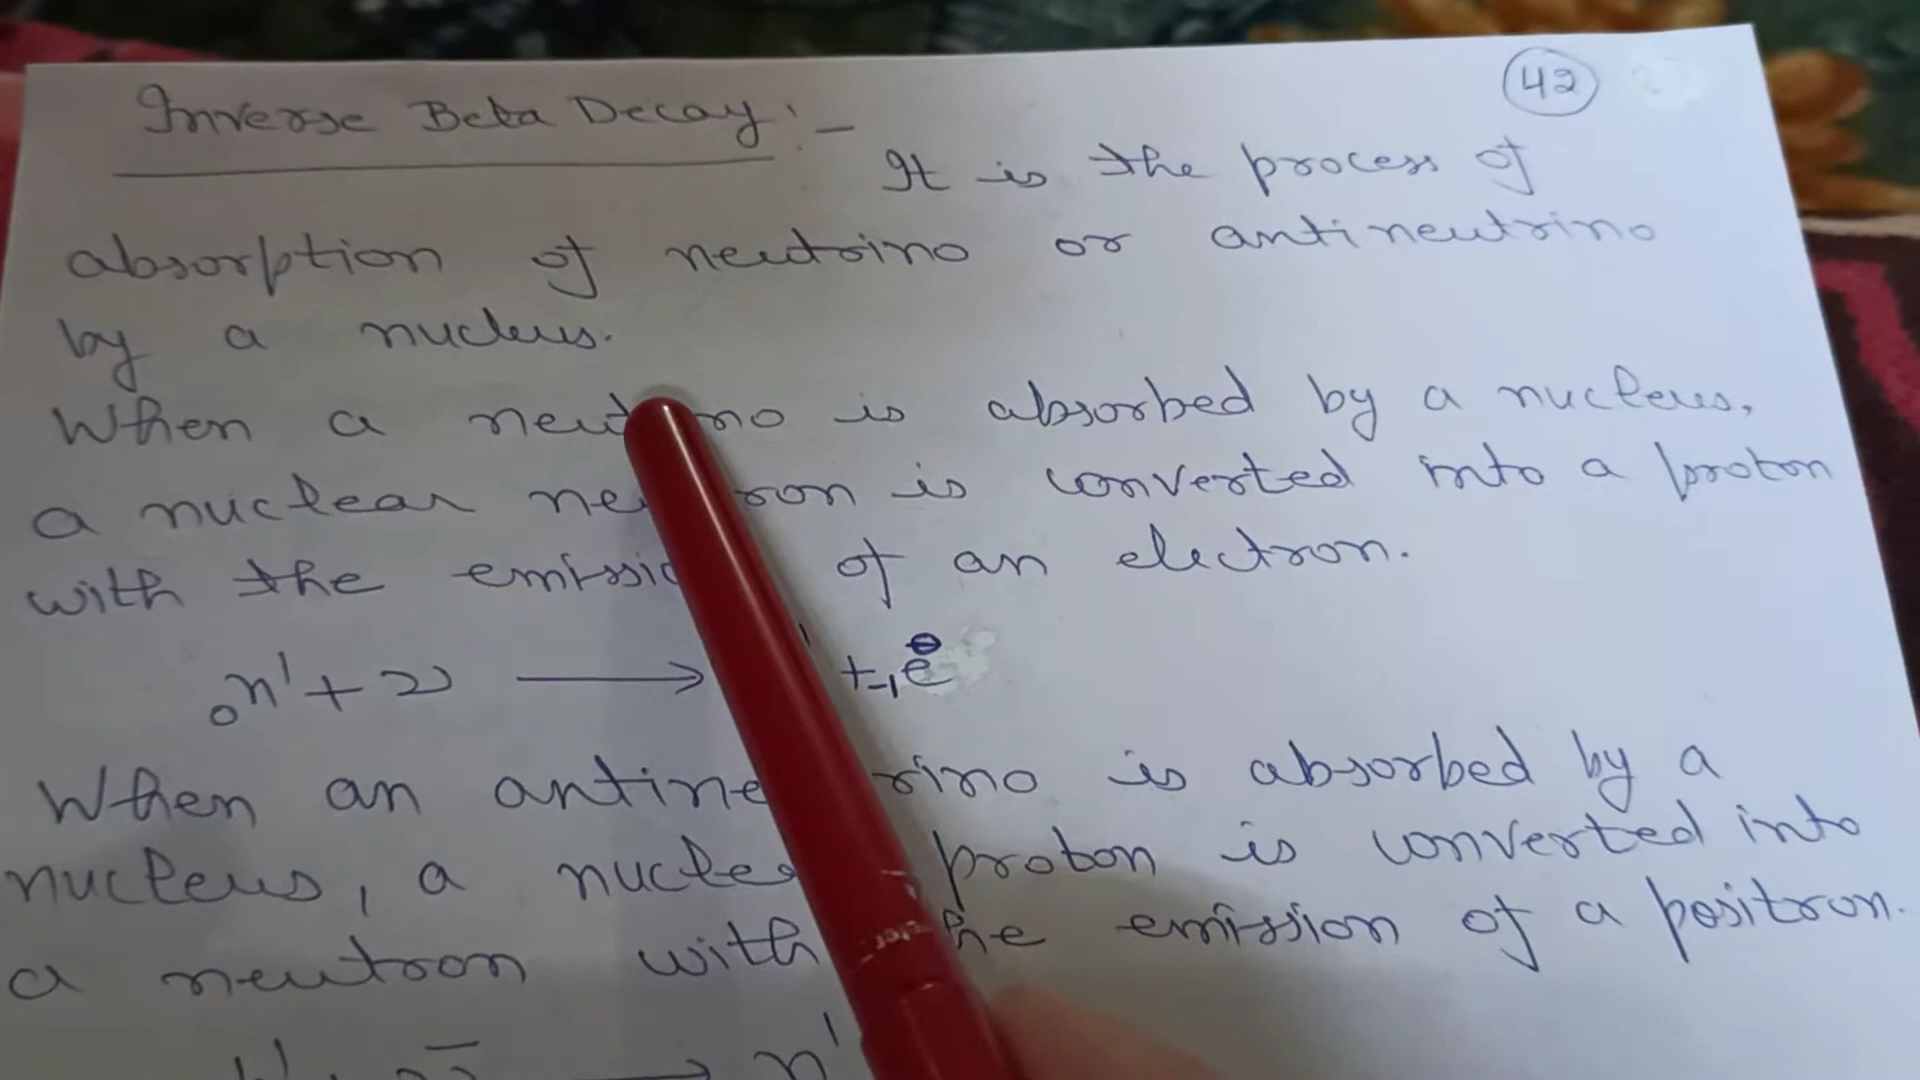 42
Inverse Beta Decay :-
It is the process of
absorption of neutrino or antineutrino
by a nucleus.
When a neutrino is absorbed by a nucleus,
a nuclear neutron is converted into a proton
with the emission of an electron.
₀n¹ + ν ⟶ + ₋₁e⁰
When an antineutrino is absorbed by a
nucleus, a nuclear proton is converted into
a neutron with the emission of a positron.
⟶ n¹